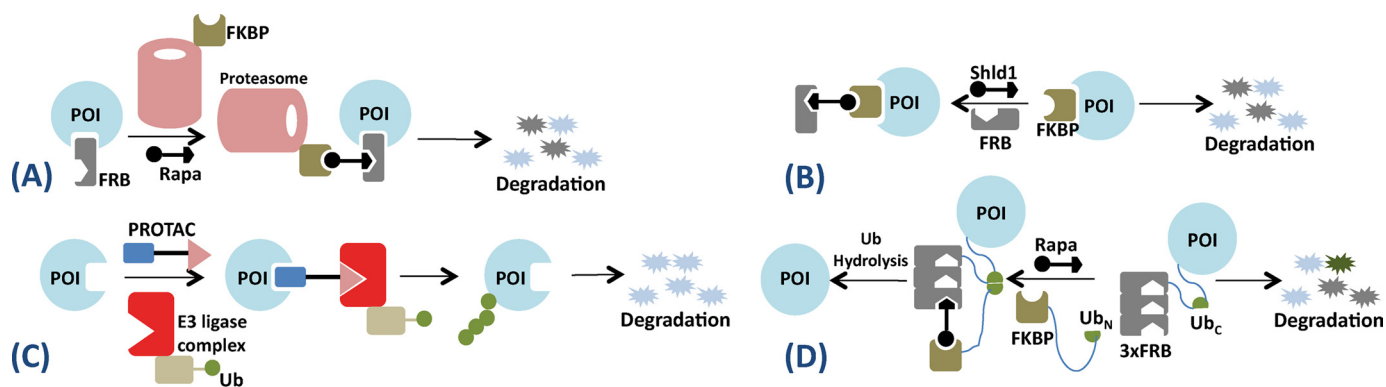 FKBP
Proteasome
POI
POI
FRB
Rapa
Degradation
(A)
Shld1
POI
FRB
FKBP
POI
Degradation
(B)
PROTAC
POI
POI
POI
E3 ligase
complex
Ub
Degradation
(C)
POI
Ub
Hydrolysis
POI
Rapa
POI
FKBP
UbN
3xFRB
UbC
Degradation
(D)